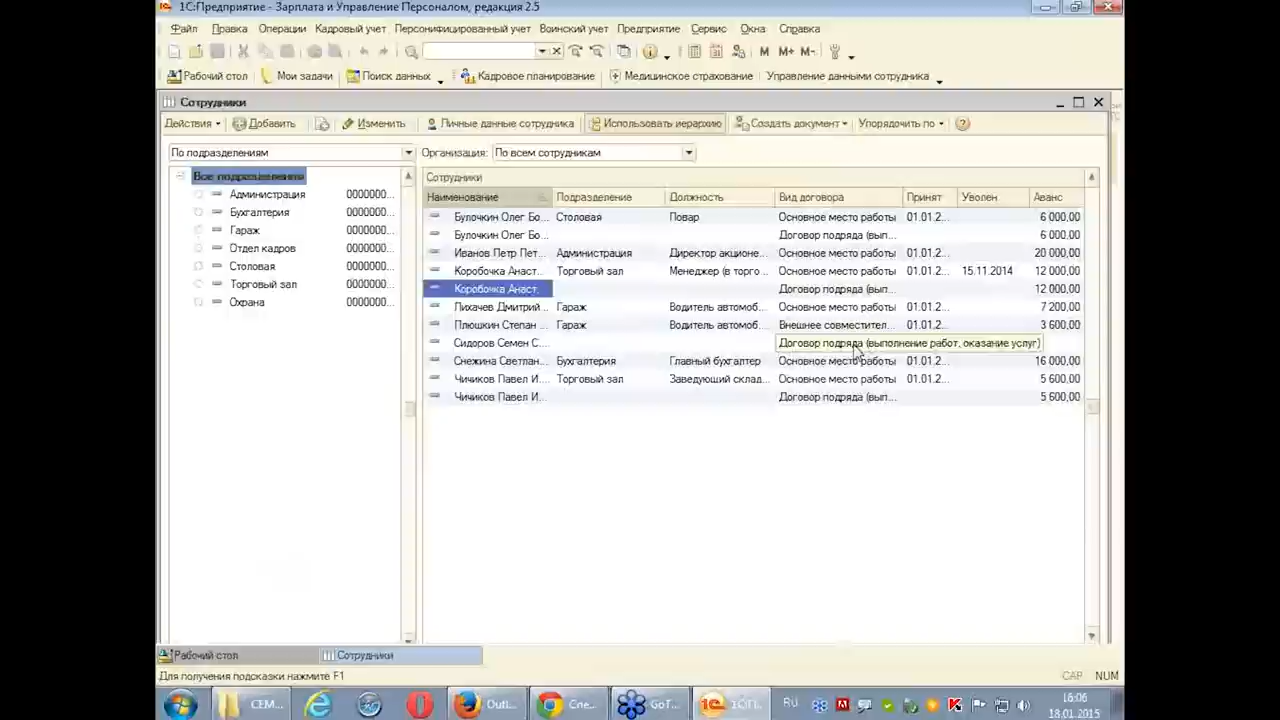 1С:Предприятие - Зарплата и Управление Персоналом, редакция 2.5
Файл Правка Операции Кадровый учет Персонифицированный учет Воинский учет Предприятие Сервис Окна Справка
M M+ M-
Рабочий стол Мои задачи Поиск данных Кадровое планирование Медицинское страхование Управление данными сотрудника
Сотрудники
Действия Добавить Изменить Личные данные сотрудника Использовать иерархию Создать документ Упорядочить по
По подразделениям Организация: По всем сотрудникам
Все подразделения
Администрация 0000000...
Бухгалтерия 0000000...
Гараж 0000000...
Отдел кадров 0000000...
Столовая 0000000...
Торговый зал 0000000...
Охрана 0000000...
Сотрудники
Наименование Подразделение Должность Вид договора Принят Уволен Аванс
Булочкин Олег Бо... Столовая Повар Основное место работы 01.01.2... 6 000,00
Булочкин Олег Бо... Договор подряда (вып... 6 000,00
Иванов Петр Пет... Администрация Директор акционе... Основное место работы 01.01.2... 20 000,00
Коробочка Анаст... Торговый зал Менеджер (в торго... Основное место работы 01.01.2... 15.11.2014 12 000,00
Коробочка Анаст... Договор подряда (вып... 12 000,00
Лихачев Дмитрий... Гараж Водитель автомоб... Основное место работы 01.01.2... 7 200,00
Плюшкин Степан ... Гараж Водитель автомоб... Внешнее совместител... 01.01.2... 3 600,00
Сидоров Семен С... Договор подряда (выполнение работ, оказание услуг)
Снежина Светлан... Бухгалтерия Главный бухгалтер Основное место работы 01.01.2... 16 000,00
Чичиков Павел И... Торговый зал Заведующий склад... Основное место работы 01.01.2... 5 600,00
Чичиков Павел И... Договор подряда (вып... 5 600,00
Рабочий стол Сотрудники
Для получения подсказки нажмите F1 CAP NUM
СЕМ... Outl... Сне... GoT... 1С:П... RU 16:06
18.01.2015